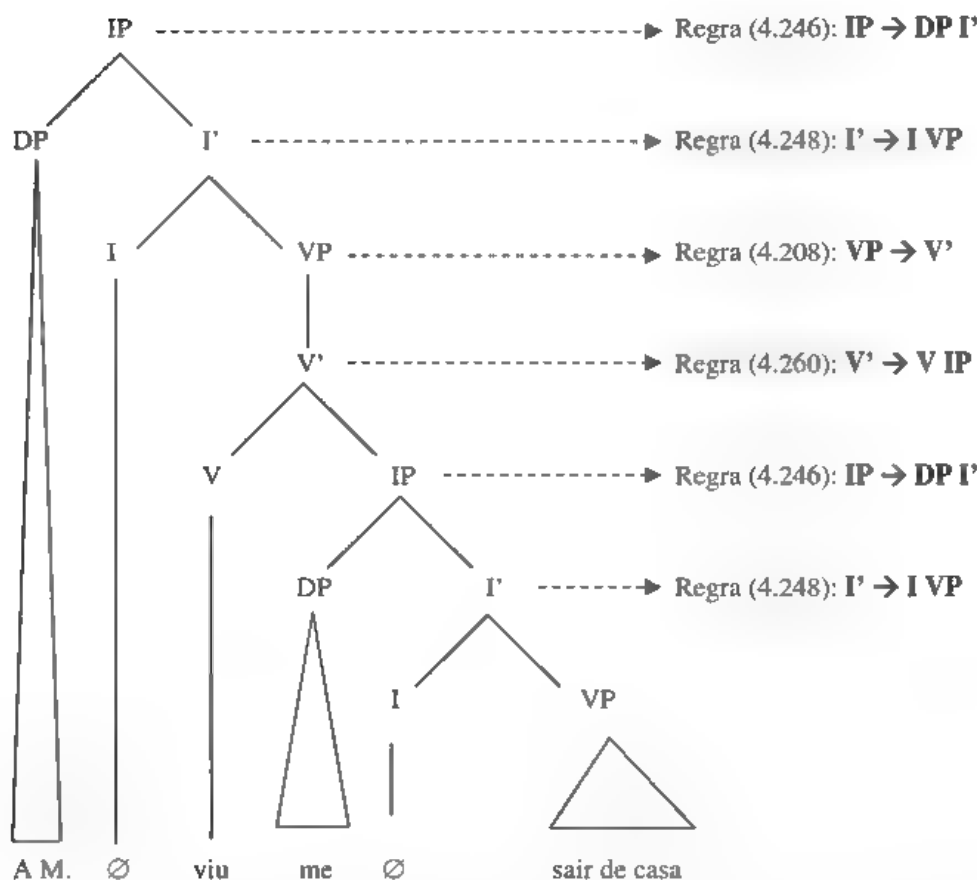 IP Regra (4.246): IP → DP I’
DP I’ Regra (4.248): I’ → I VP
I VP Regra (4.208): VP → V’
V’ Regra (4.260): V’ → V IP
V IP Regra (4.246): IP → DP I’
DP I’ Regra (4.248): I’ → I VP
I VP
A M. Ø viu me Ø sair de casa